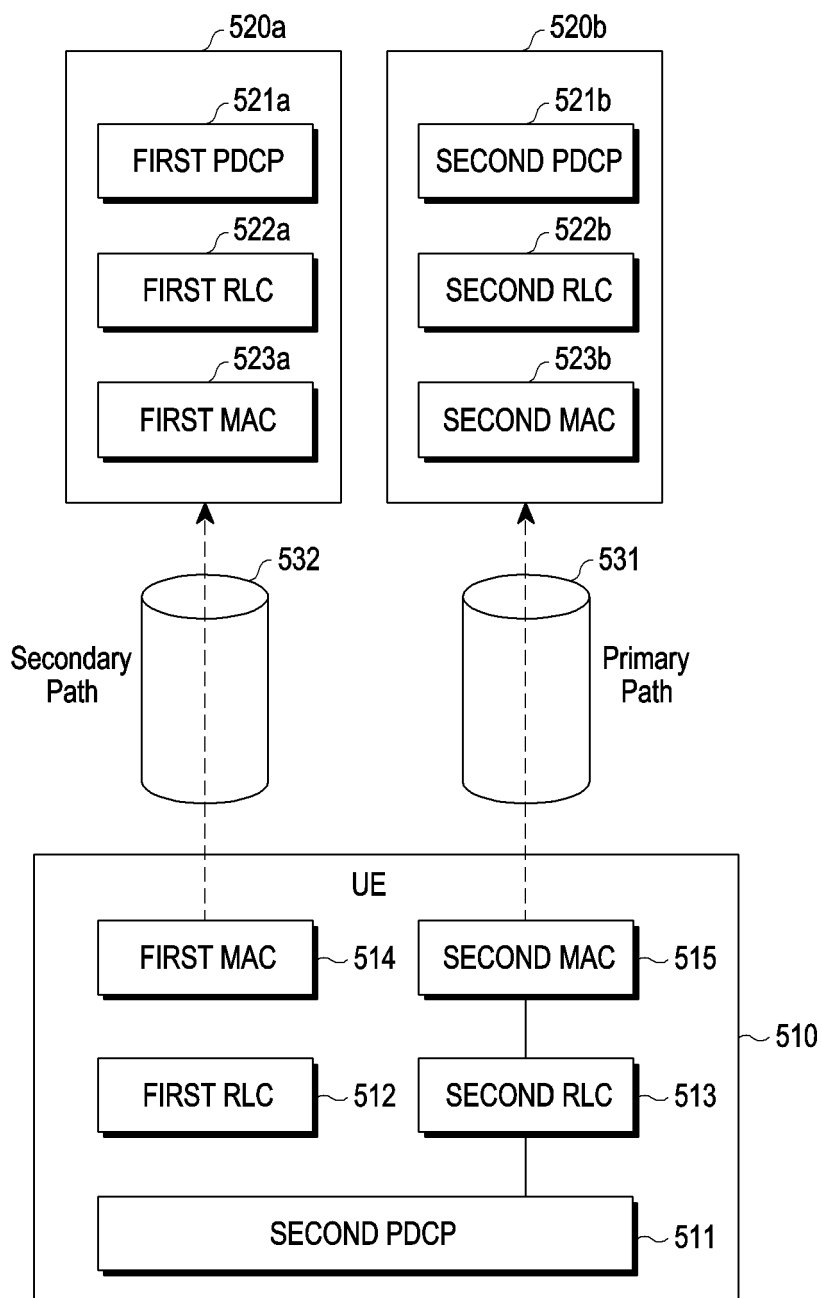 520a
520b
521a
521b
FIRST PDCP
SECOND PDCP
522a
522b
FIRST RLC
SECOND RLC
523a
523b
FIRST MAC
SECOND MAC
532
531
Secondary
Path
Primary
Path
UE
FIRST MAC
514
SECOND MAC
515
510
FIRST RLC
512
SECOND RLC
513
SECOND PDCP
511